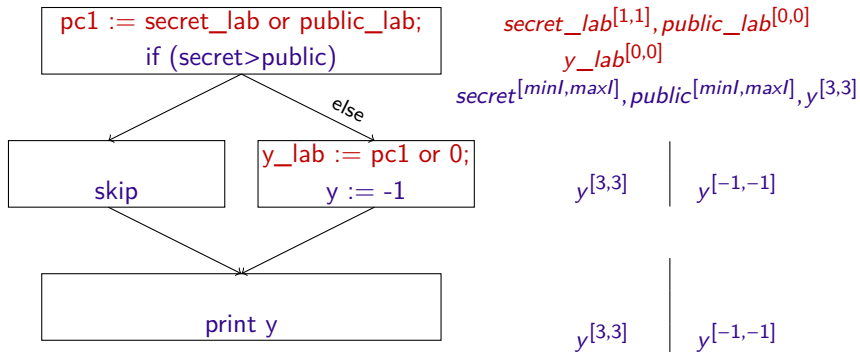 pc1 := secret_lab or public_lab;
if (secret>public)
secret_lab[1,1], public_lab[0,0]
y_lab[0,0]
secret[minI,maxI], public[minI,maxI], y[3,3]
else
skip
y_lab := pc1 or 0;
y := -1
y[3,3]
y[−1,−1]
print y
y[3,3]
y[−1,−1]